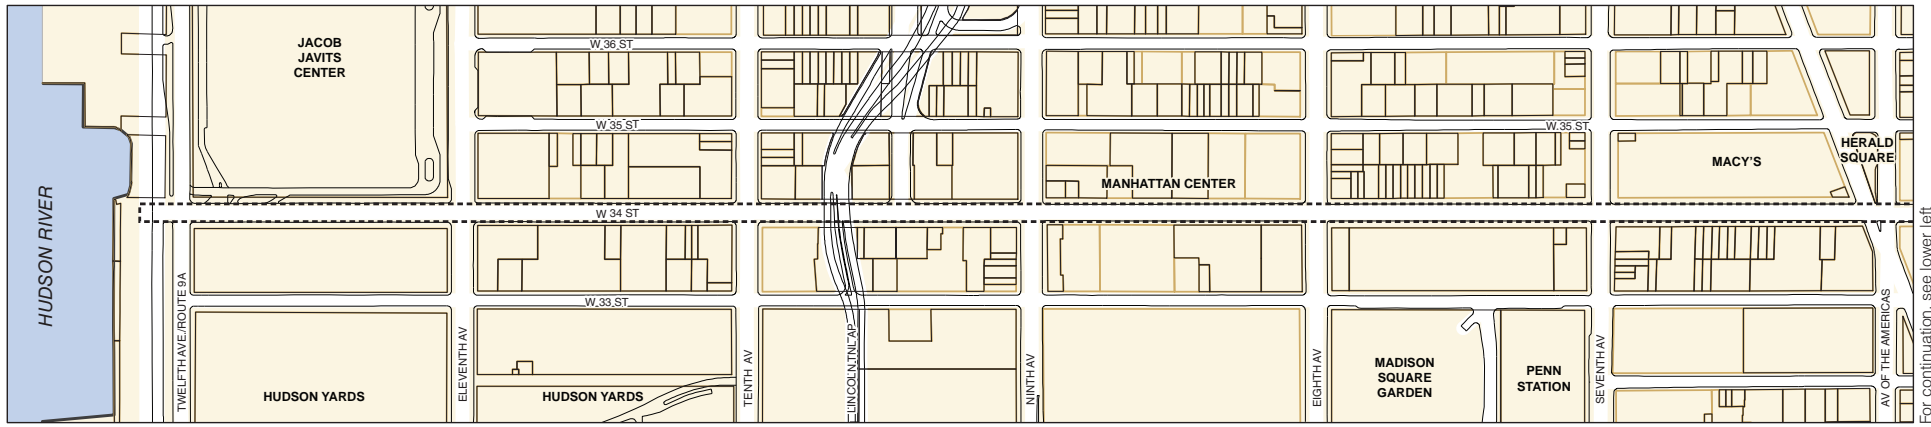 JACOB
JAVITS
CENTER
W 36 ST
W 35 ST
W 35 ST
HERALD
SQUARE
MACY'S
MANHATTAN CENTER
W 34 ST
HUDSON RIVER
W 33 ST
TWELFTH AVE./ROUTE 9A
ELEVENTH AV
TENTH AV
LINCOLN TNL AP
NINTH AV
EIGHTH AV
SEVENTH AV
AV OF THE AMERICAS
HUDSON YARDS
HUDSON YARDS
MADISON
SQUARE
GARDEN
PENN
STATION
For continuation, see lower left